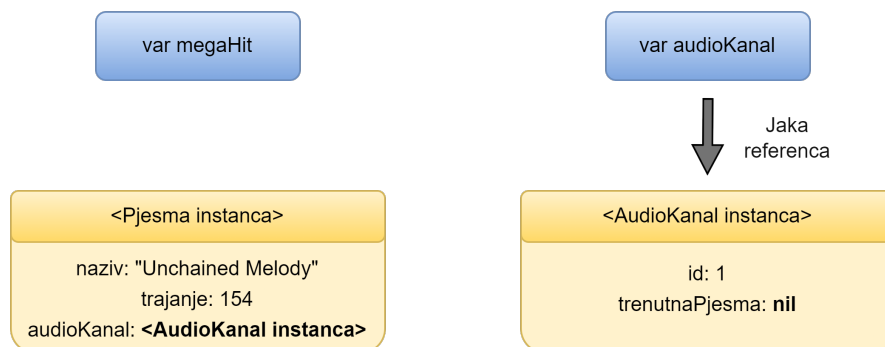 var megaHit
var audioKanal
Jaka
referenca
<Pjesma instanca>
naziv: "Unchained Melody"
trajanje: 154
audioKanal: <AudioKanal instanca>
<AudioKanal instanca>
id: 1
trenutnaPjesma: nil